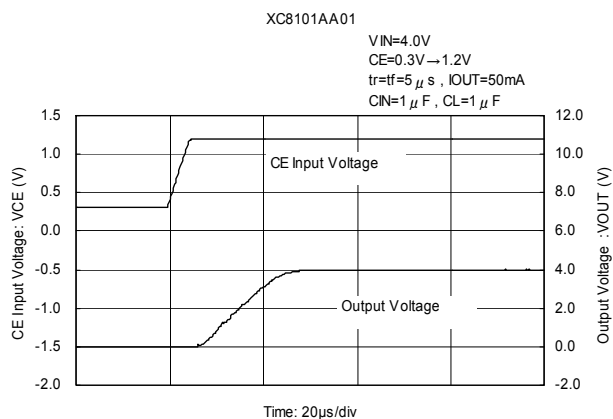 XC8101AA01
VIN=4.0V
CE=0.3V→1.2V
tr=tf=5μs , IOUT=50mA
CIN=1μF , CL=1μF
CE Input Voltage: VCE (V)
1.5
1.0
0.5
0.0
-0.5
-1.0
-1.5
-2.0
CE Input Voltage
Output Voltage
12.0
10.0
8.0
6.0
4.0
2.0
0.0
-2.0
Output Voltage :VOUT (V)
Time: 20μs/div